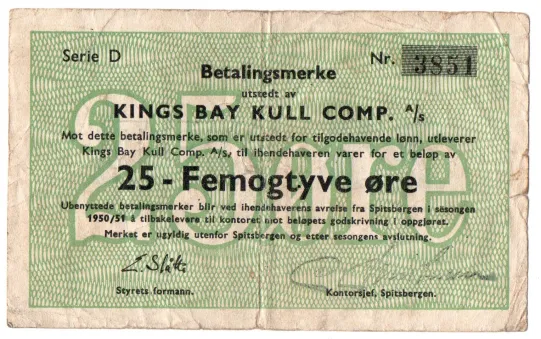 Serie D
Nr. 3851
Betalingsmerke
utstedt av
KINGS BAY KULL COMP. A/s
Mot dette betalingsmerke, som er utstedt for tilgodehavende lønn, utleverer
Kings Bay Kull Comp. A/s, til ihendehaveren varer for et beløp av
25 - Femogtyve øre
Ubenyttede betalingsmerker blir ved ihendehaverens avreise fra Spitsbergen i sesongen
1950/51 å tilbakelevere til kontoret mot beløpets godskrivning i oppgjøret.
Merket er ugyldig utenfor Spitsbergen og etter sesongens avslutning.
Styrets formann.
Kontorsjef, Spitsbergen.
25 øre